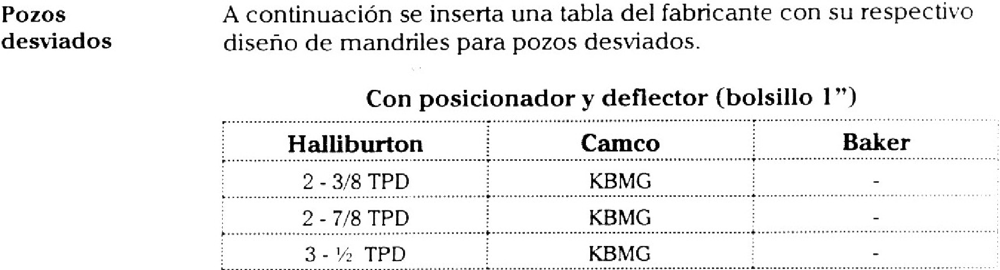 Pozos
desviados
A continuación se inserta una tabla del fabricante con su respectivo
diseño de mandriles para pozos desviados.
Con posicionador y deflector (bolsillo 1”)
Halliburton Camco Baker
2 - 3/8 TPD KBMG -
2 - 7/8 TPD KBMG -
3 - ½ TPD KBMG -